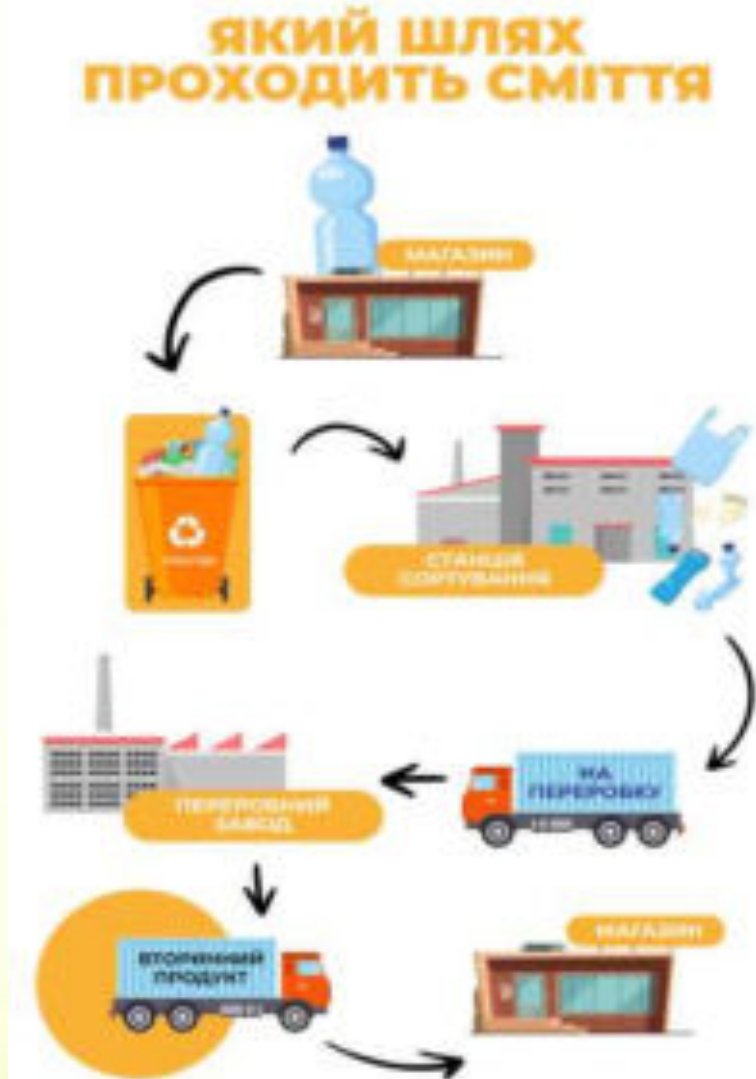 ЯКИЙ ШЛЯХ
ПРОХОДИТЬ СМІТТЯ
МАГАЗИН
СТАНЦІЯ
СОРТУВАННЯ
НА
ПЕРЕРОБКУ
ПЕРЕРОБНИЙ
ЗАВОД
ВТОРИННИЙ
ПРОДУКТ
МАГАЗИН